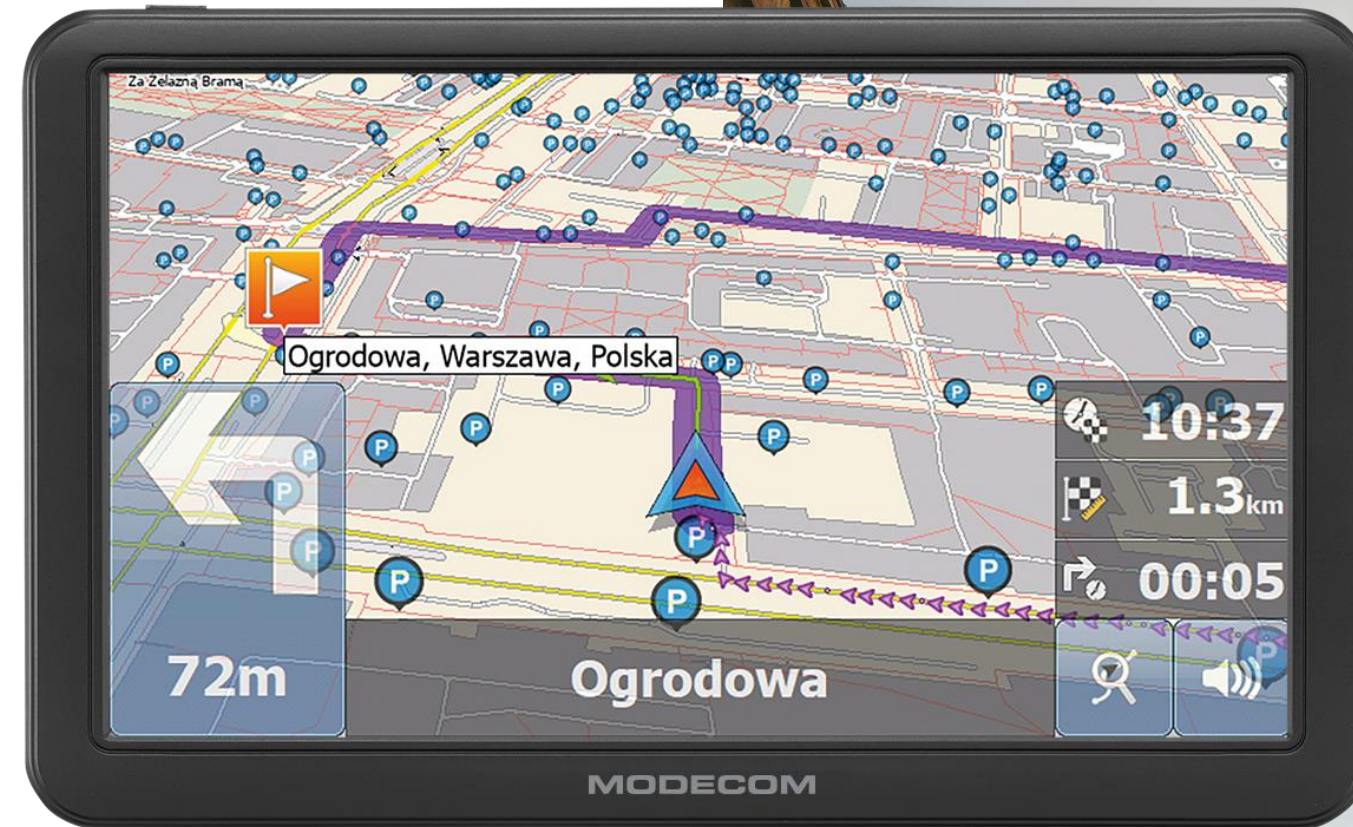 Za Żelazną Bramą
Ogrodowa, Warszawa, Polska
10:37
1.3km
00:05
72m
Ogrodowa
MODECOM